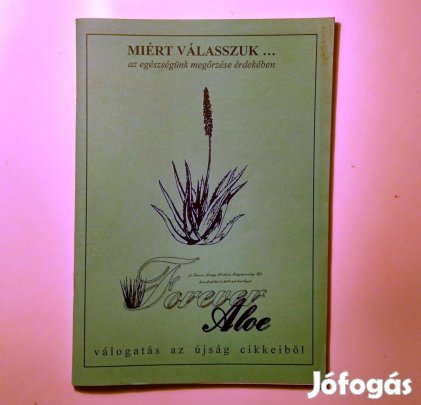 MIÉRT VÁLASSZUK ...
az egészségünk megőrzése érdekében
Forever
Aloe
válogatás az újság cikkeiből
Jófogás